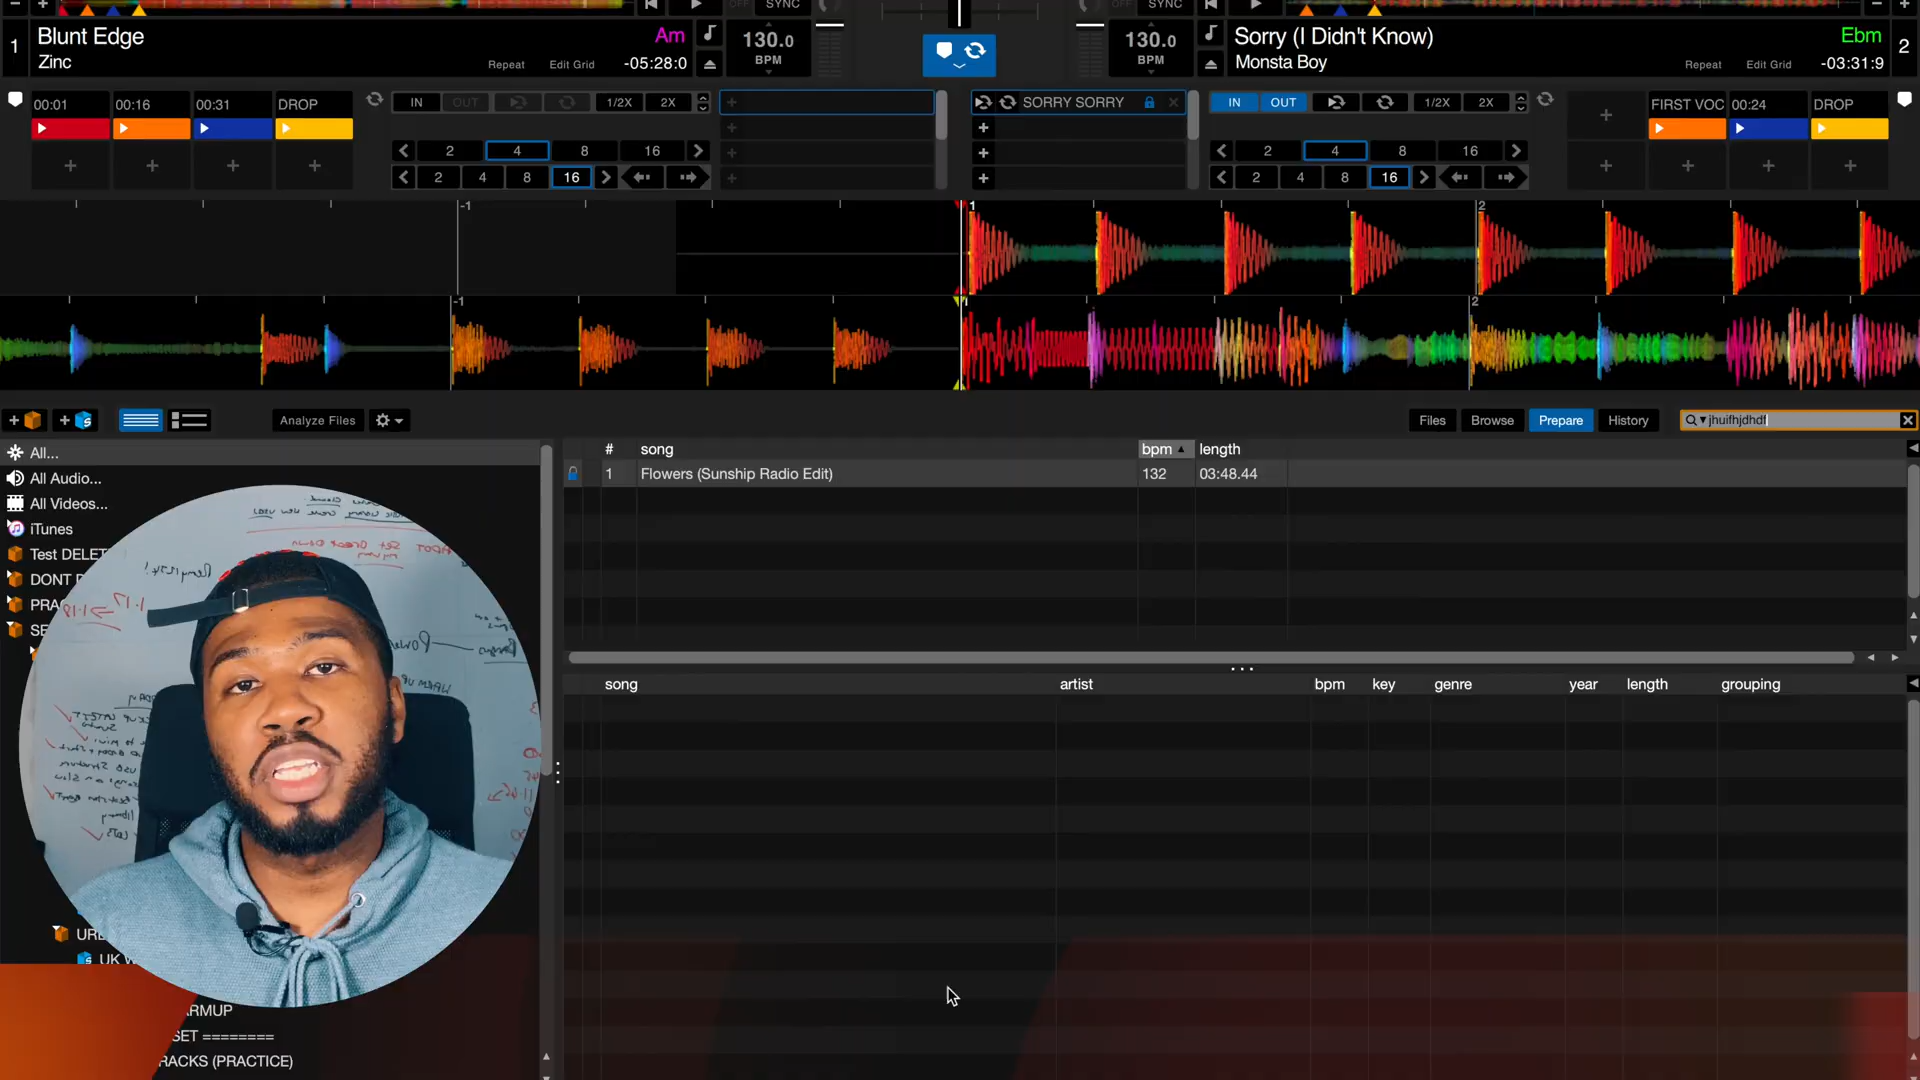 OFF SYNC
OFF SYNC
1
Blunt Edge
Am
Zinc
Repeat
Edit Grid
-05:28:0
130.0
BPM
130.0
BPM
Sorry (I Didn't Know)
Ebm
Monsta Boy
Repeat
Edit Grid
-03:31:9
2
00:01
00:16
00:31
DROP
IN
OUT
1/2X
2X
SORRY SORRY
IN
OUT
1/2X
2X
FIRST VOC
00:24
DROP
2
4
8
16
2
4
8
16
2
4
8
16
2
4
8
16
-1
1
2
-1
1
2
Analyze Files
Files
Browse
Prepare
History
jhuifhjdhdf
All...
All Audio...
All Videos...
iTunes
Test DELET
DONT
PRA
SE
URB
UK W
ARMUP
SET ========
RACKS (PRACTICE)
#
song
bpm
length
1
Flowers (Sunship Radio Edit)
132
03:48.44
song
artist
bpm
key
genre
year
length
grouping